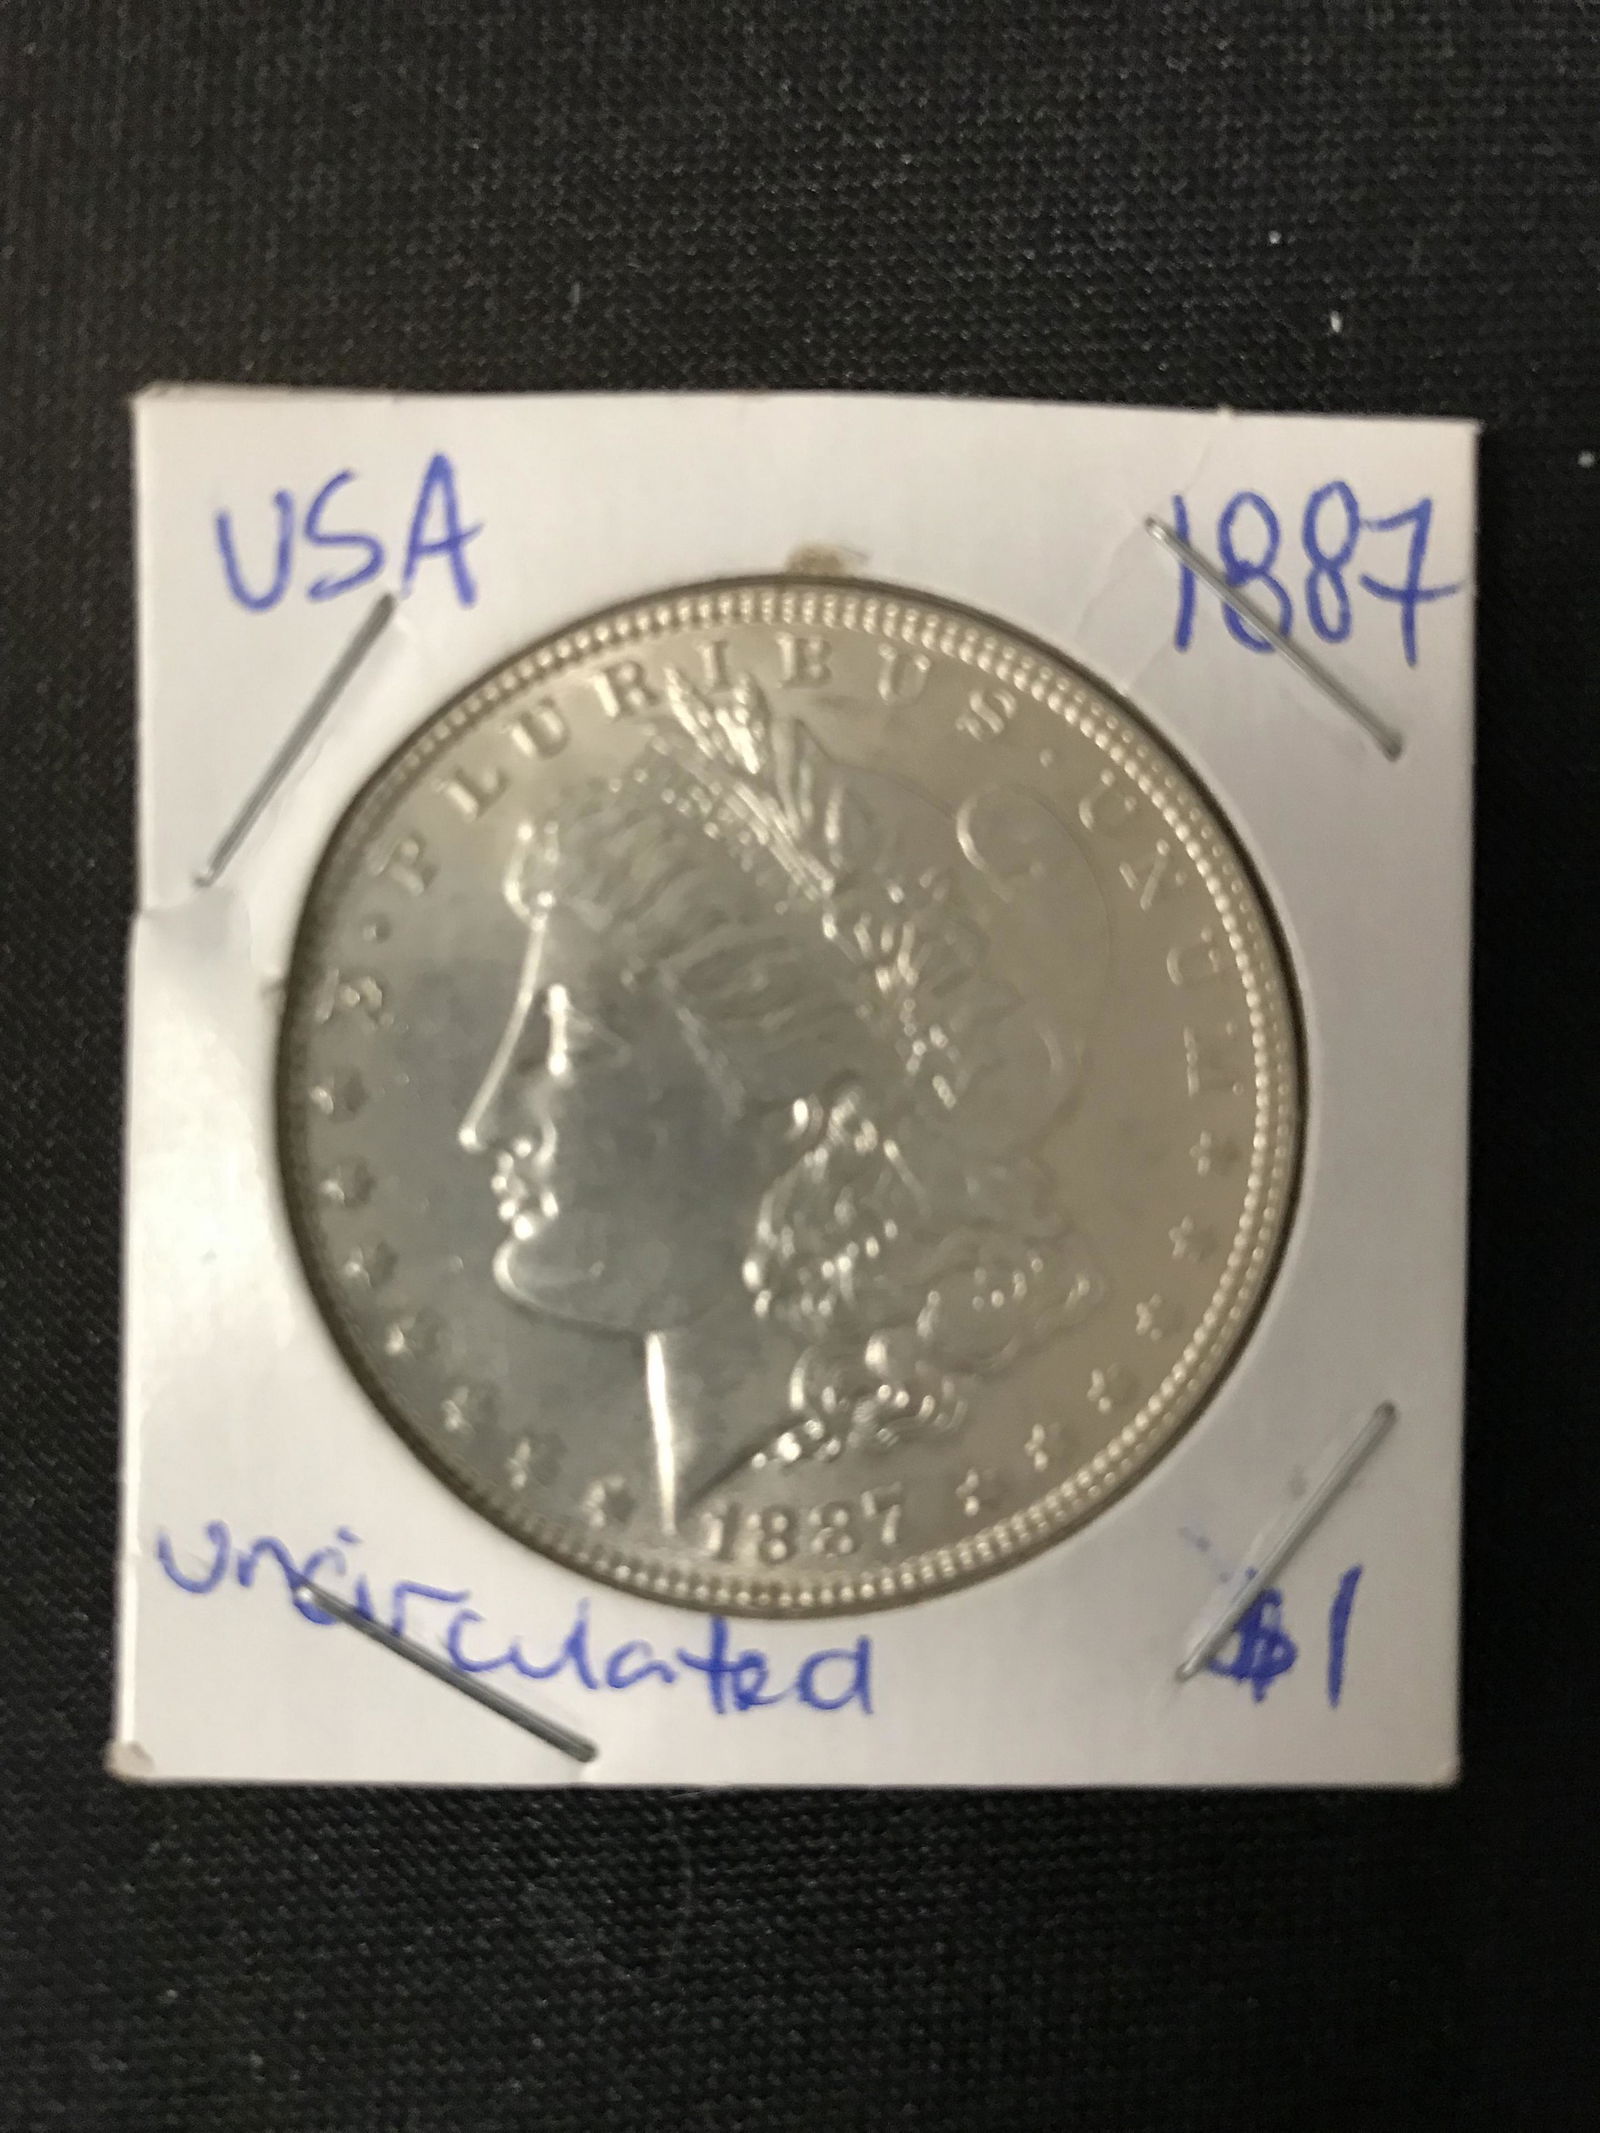 USA
1887
E · PLURIBUS · UNUM
1887
uncirculated
$1